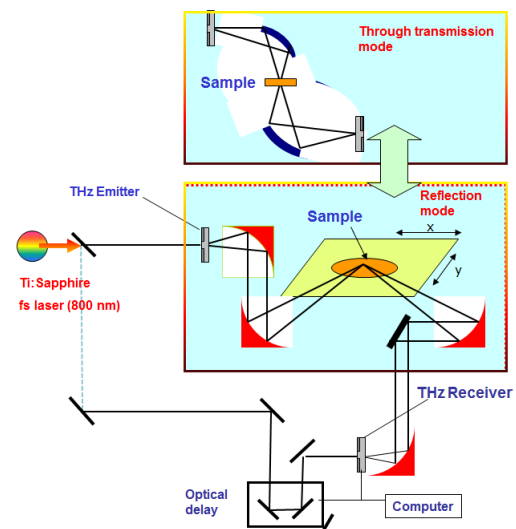 Through transmission
mode
Sample
THz Emitter
Reflection
mode
Sample
x
y
Ti: Sapphire
fs laser (800 nm)
THz Receiver
Optical
delay
Computer